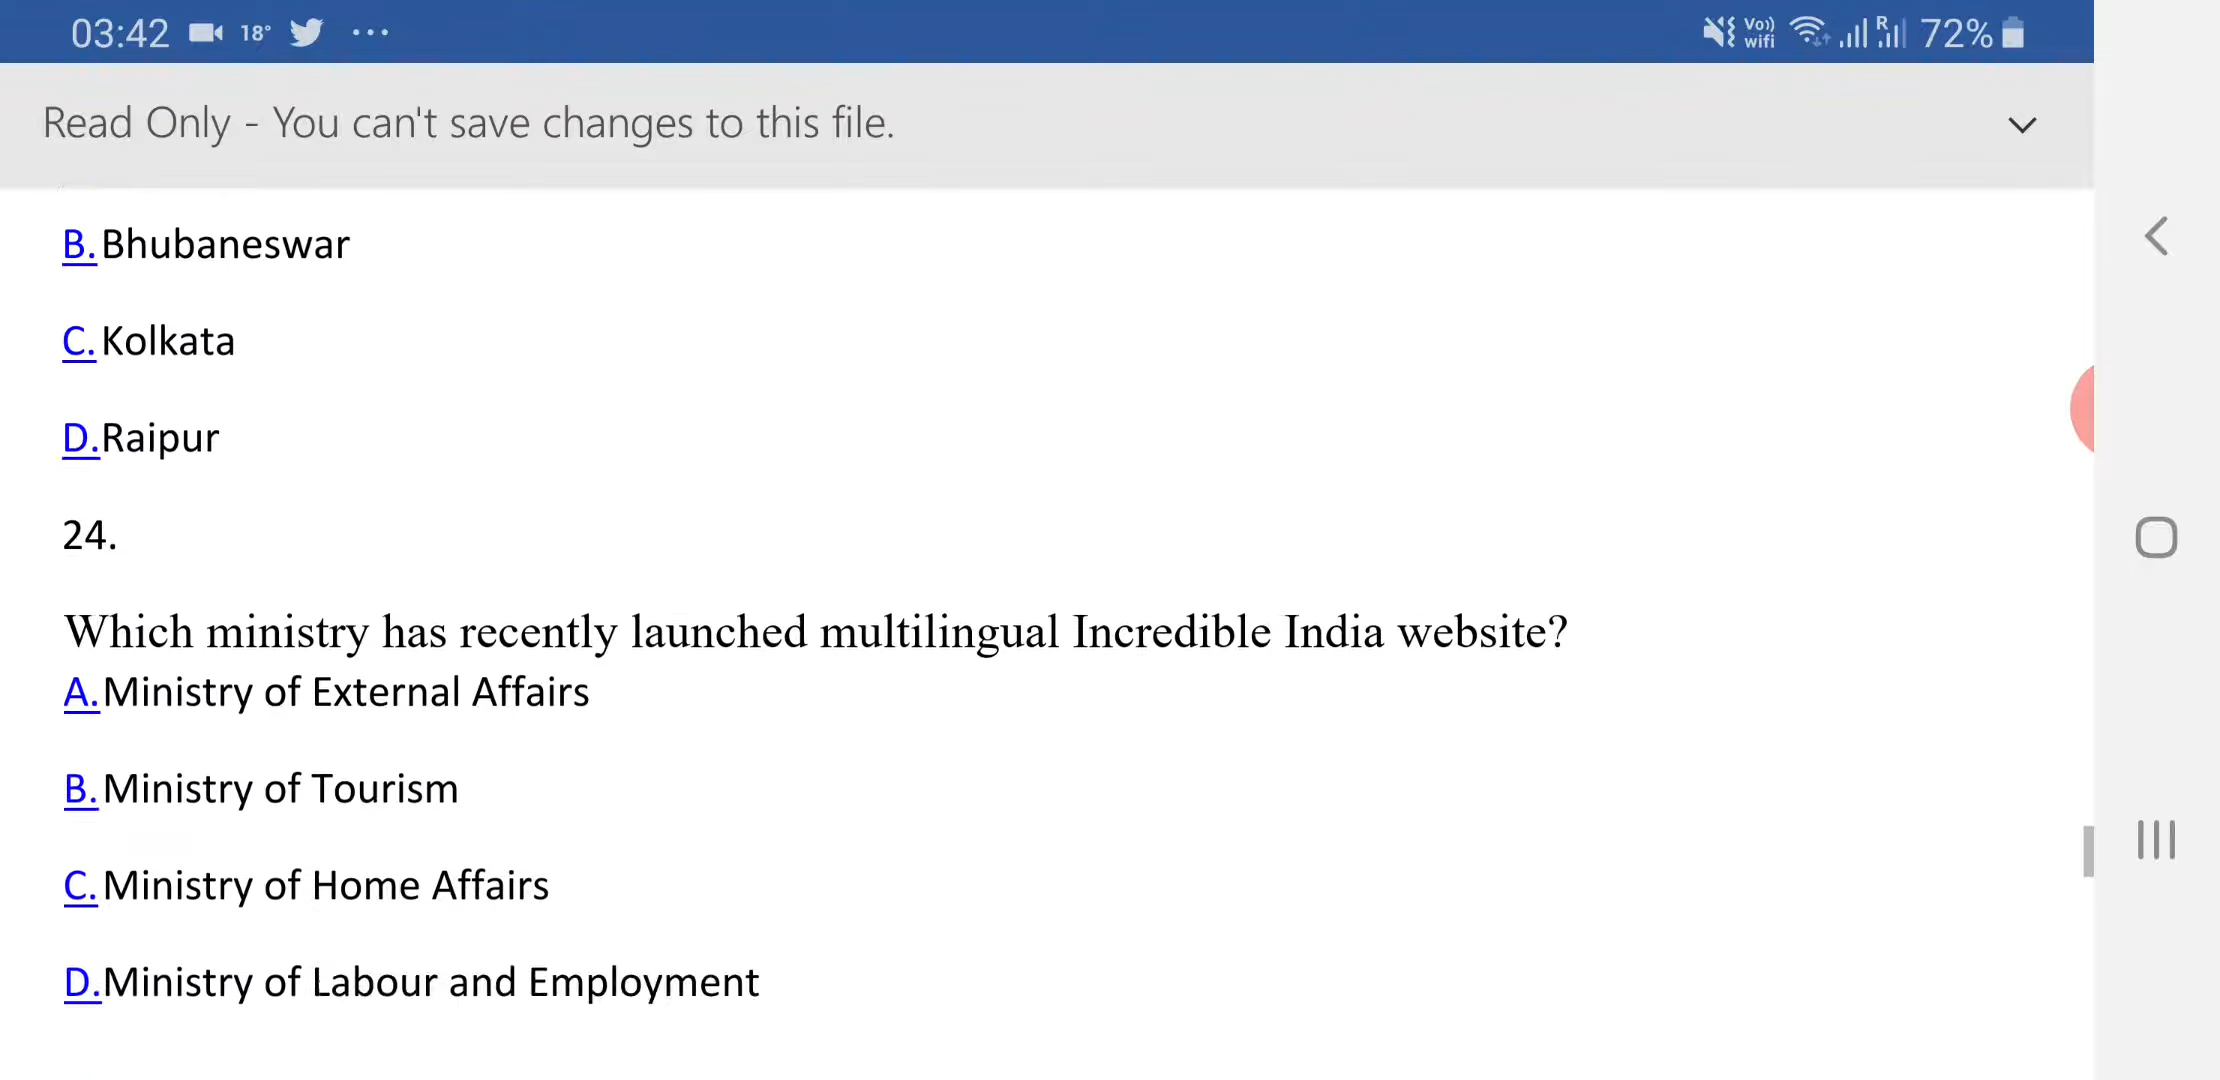 03:42 18° ... Vo)) wifi R 72%
Read Only - You can't save changes to this file.
B.Bhubaneswar
C.Kolkata
D.Raipur
24.
Which ministry has recently launched multilingual Incredible India website?
A.Ministry of External Affairs
B.Ministry of Tourism
C.Ministry of Home Affairs
D.Ministry of Labour and Employment